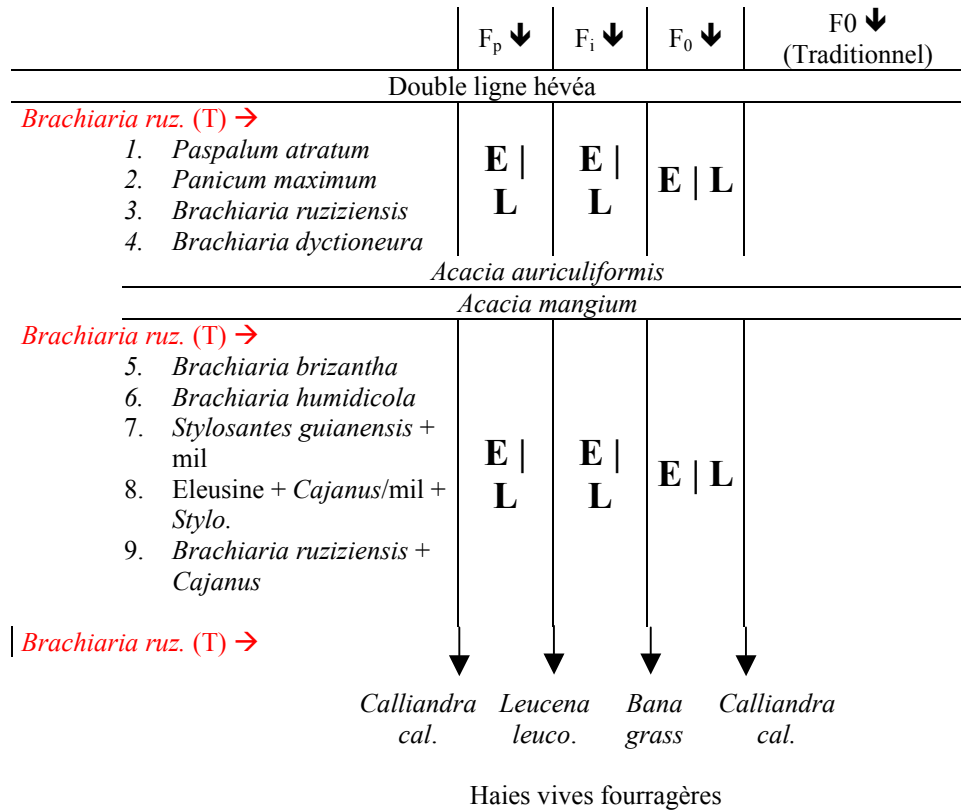 Fp 🡻 Fi 🡻 F0 🡻 F0 🡻
(Traditionnel)
Double ligne hévéa
Brachiaria ruz. (T) →
1. Paspalum atratum
2. Panicum maximum
3. Brachiaria ruziziensis
4. Brachiaria dyctioneura
E | E | E | L
L L
Acacia auriculiformis
Acacia mangium
Brachiaria ruz. (T) →
5. Brachiaria brizantha
6. Brachiaria humidicola
7. Stylosantes guianensis +
mil
8. Eleusine + Cajanus/mil +
Stylo.
9. Brachiaria ruziziensis +
Cajanus
E | E | E | L
L L
Brachiaria ruz. (T) →
Calliandra Leucena Bana Calliandra
cal. leuco. grass cal.
Haies vives fourragères